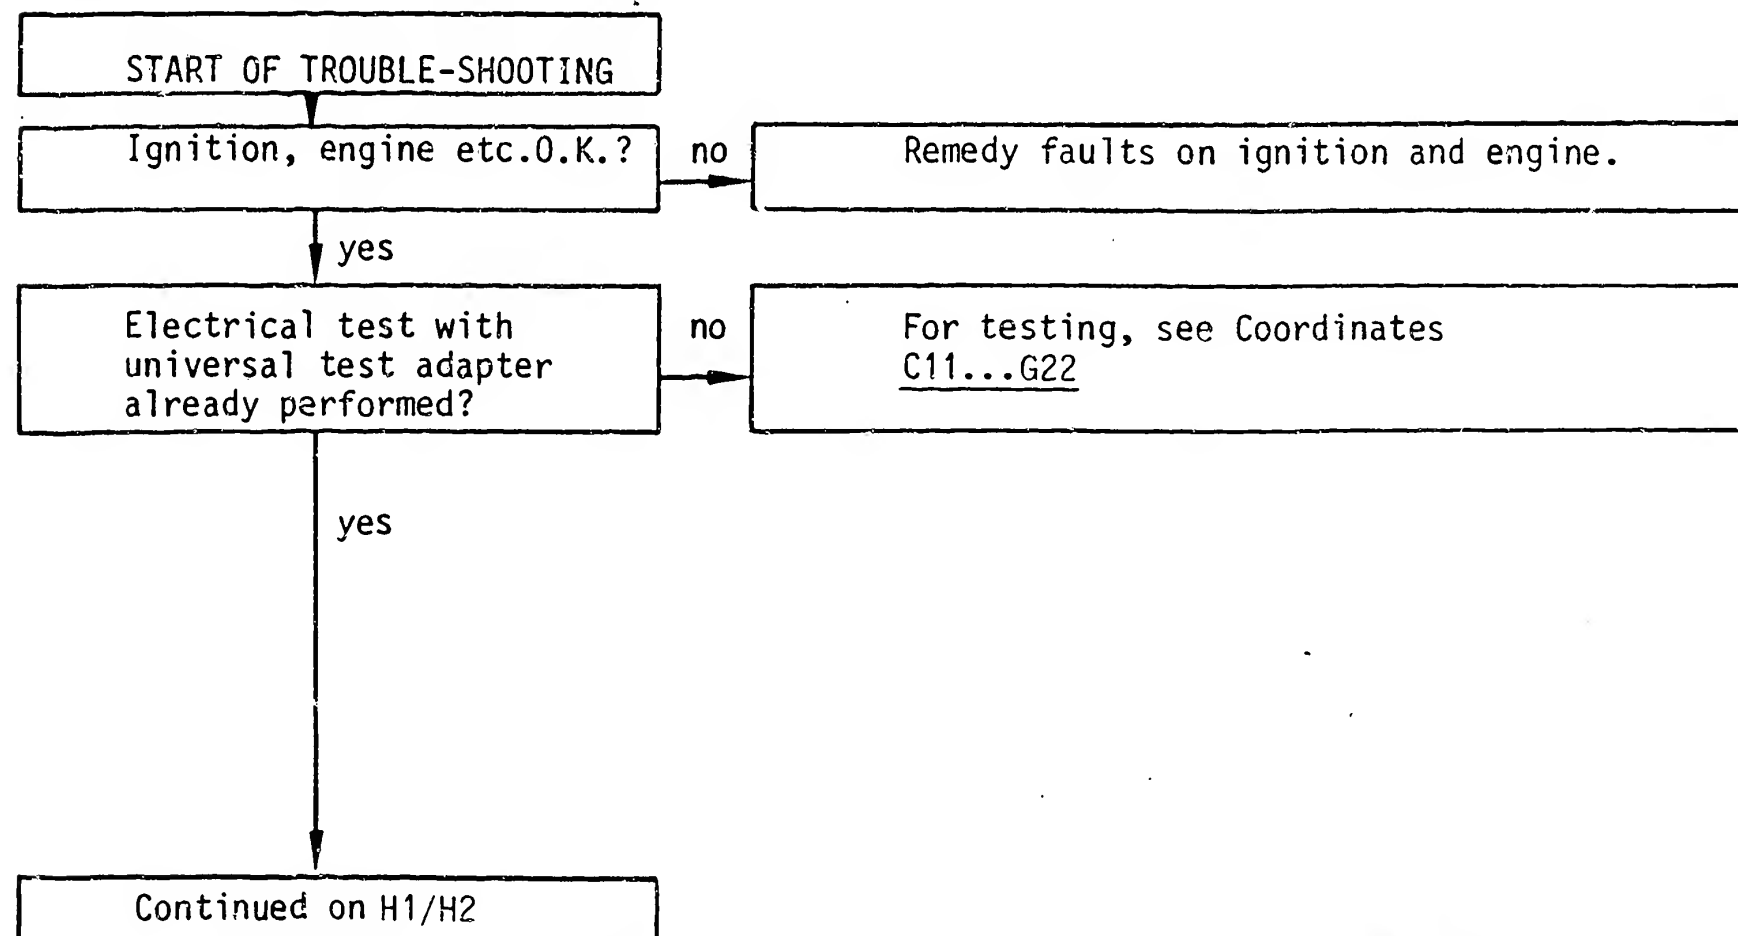 START OF TROUBLE-SHOOTING
Ignition, engine etc.O.K.?
no
Remedy faults on ignition and engine.
yes
Electrical test with
universal test adapter
already performed?
no
For testing, see Coordinates
C11...G22
yes
Continued on H1/H2